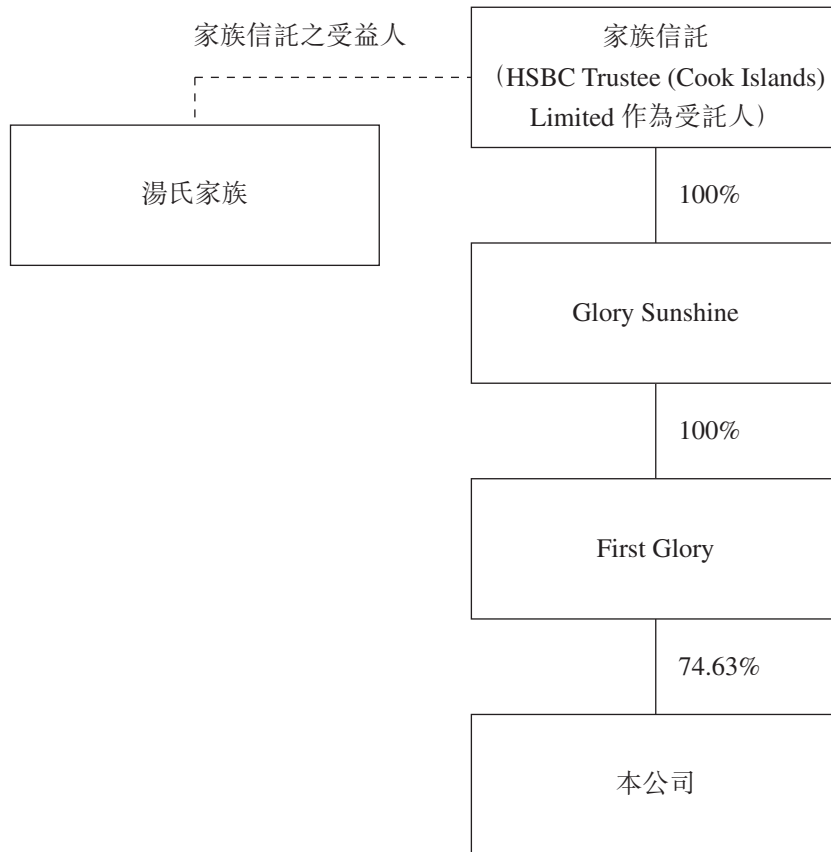 家族信託之受益人
家族信託
（HSBC Trustee (Cook Islands)
Limited 作為受託人）
湯氏家族
100%
Glory Sunshine
100%
First Glory
74.63%
本公司